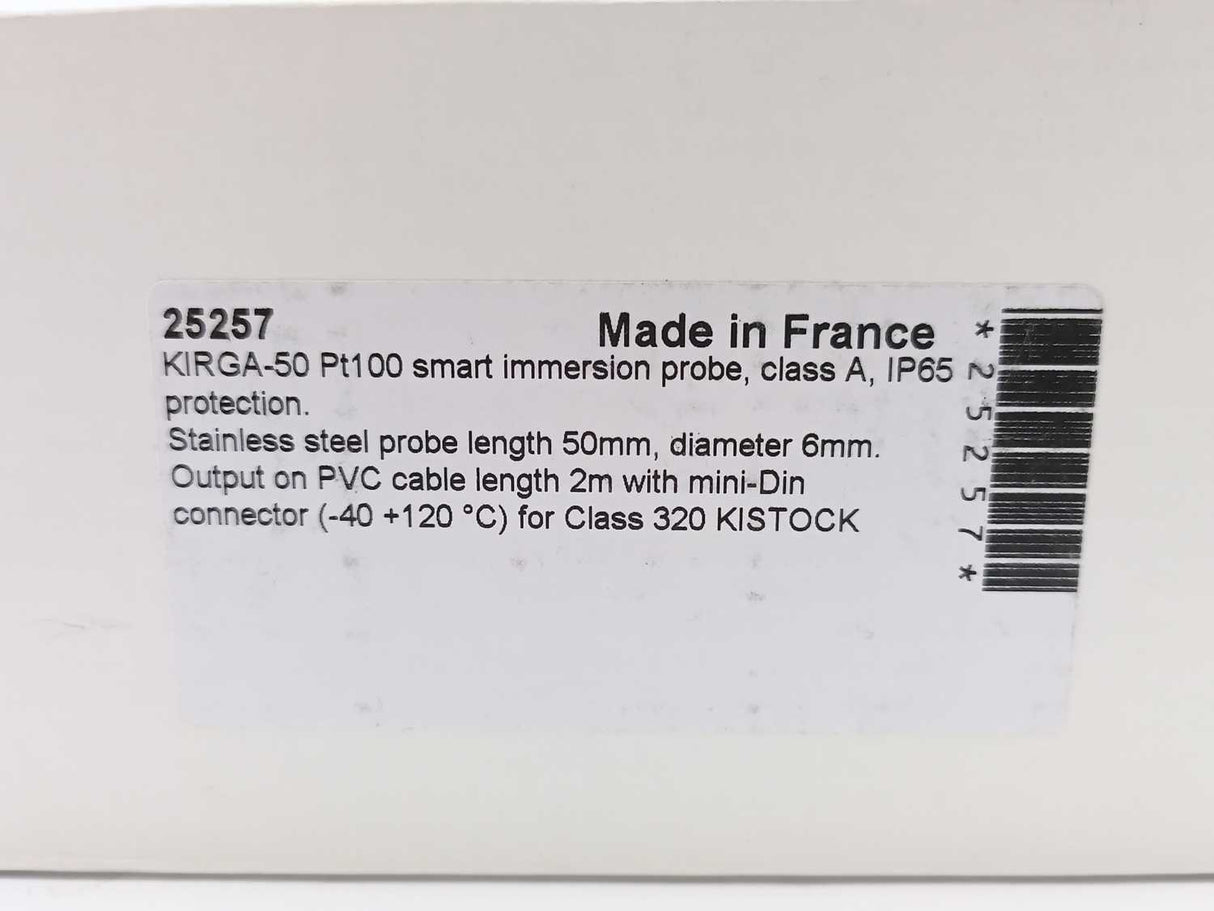 25257
Made in France
KIRGA-50 Pt100 smart immersion probe, class A, IP65
protection.
Stainless steel probe length 50mm, diameter 6mm.
Output on PVC cable length 2m with mini-Din
connector (-40 +120 °C) for Class 320 KISTOCK
*25257*